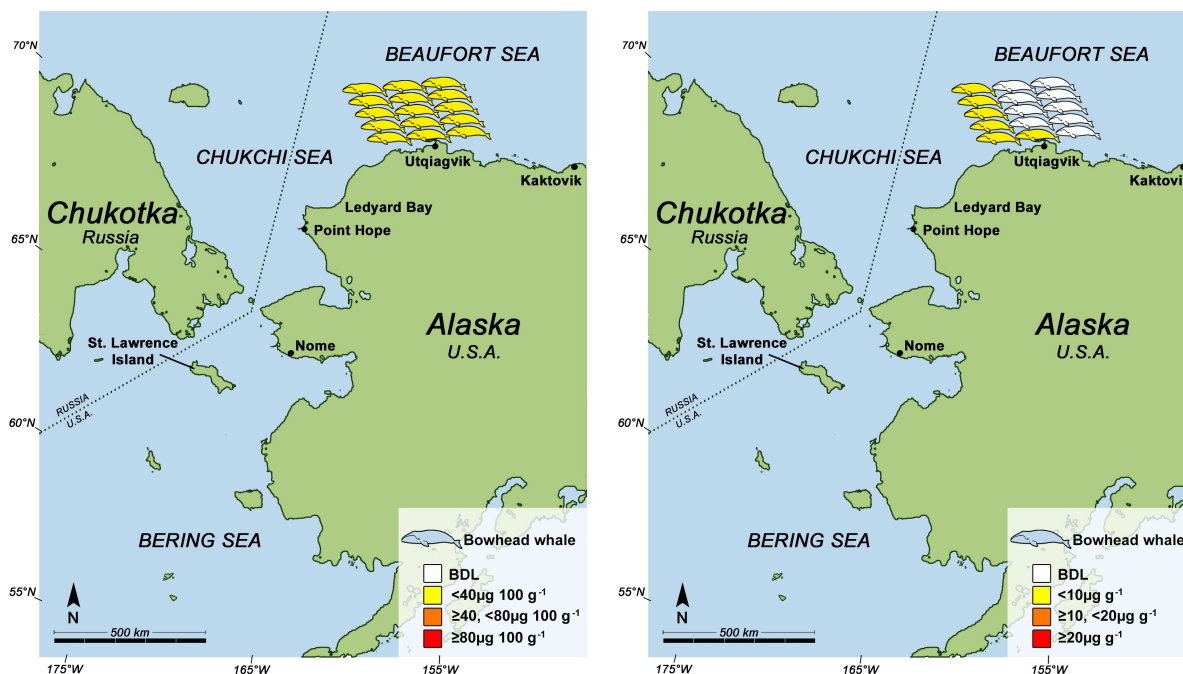 70°N
BEAUFORT SEA
CHUKCHI SEA
Utqiagvik
Kaktovik
Chukotka
Russia
Ledyard Bay
Point Hope
65°N
Alaska
U.S.A.
St. Lawrence
Island
Nome
RUSSIA
U.S.A.
60°N
BERING SEA
Bowhead whale
BDL
<40µg 100 g-1
≥40, <80µg 100 g-1
≥80µg 100 g-1
55°N
N
500 km
175°W
165°W
155°W
70°N
BEAUFORT SEA
CHUKCHI SEA
Utqiagvik
Kaktovik
Chukotka
Russia
Ledyard Bay
Point Hope
65°N
Alaska
U.S.A.
St. Lawrence
Island
Nome
RUSSIA
U.S.A.
60°N
BERING SEA
Bowhead whale
BDL
<10µg g-1
≥10, <20µg g-1
≥20µg g-1
55°N
N
500 km
175°W
165°W
155°W